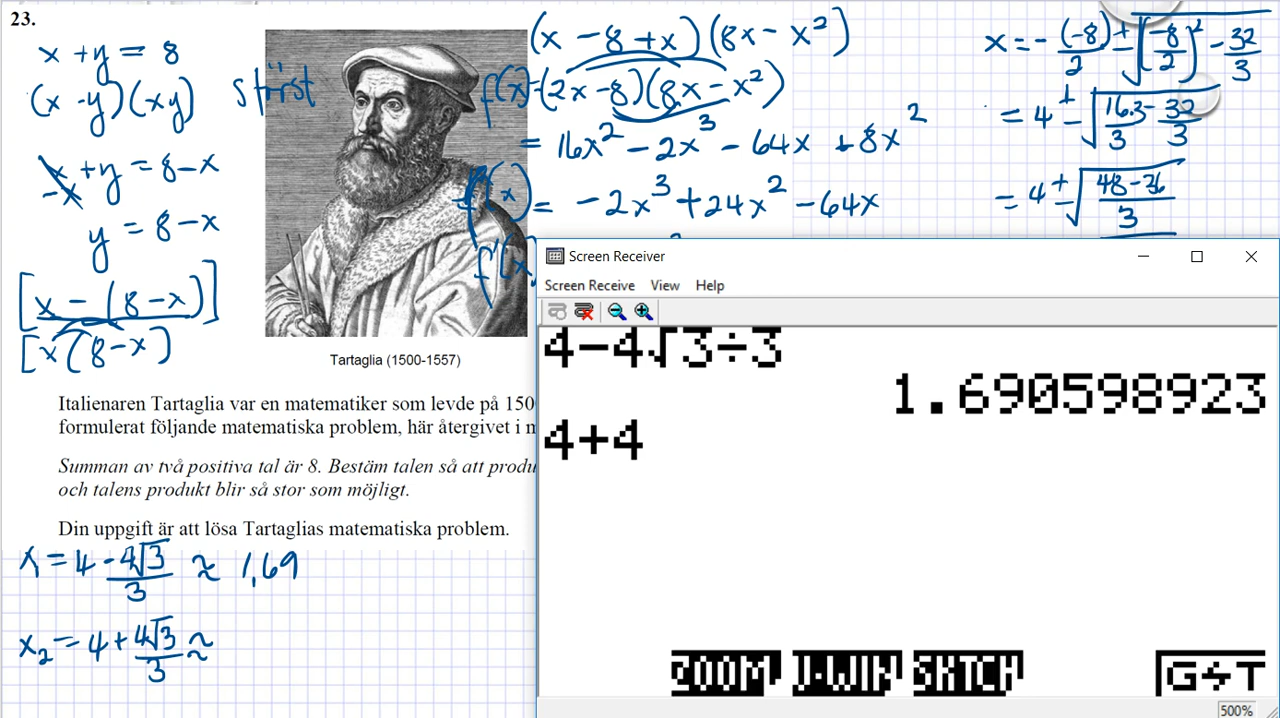 23.
x + y = 8
(x - y)(xy) störst
x + y = 8 - x
-x
y = 8 - x
[x - (8 - x)]
[x(8 - x)]
Tartaglia (1500-1557)
(x - 8 + x)(8x - x²)
f(x) = (2x - 8)(8x - x²)
= 16x² - 2x³ - 64x + 8x²
f(x) = -2x³ + 24x² - 64x
f'(x)
x = -(-8)/2 ± √((-8/2)² - 32/3)
= 4 ± √(16·3/3 - 32/3)
= 4 ± √((48-36)/3)
Italienaren Tartaglia var en matematiker som levde på 150
formulerat följande matematiska problem, här återgivet i m
Summan av två positiva tal är 8. Bestäm talen så att produ
och talens produkt blir så stor som möjligt.
Din uppgift är att lösa Tartaglias matematiska problem.
x₁ = 4 - 4√3/3 ≈ 1,69
x₂ = 4 + 4√3/3 ≈
Screen Receiver
Screen Receive View Help
4-4√3÷3
1.690598923
4+4
ZOOM V·WIN SKTCH G↔T
500%